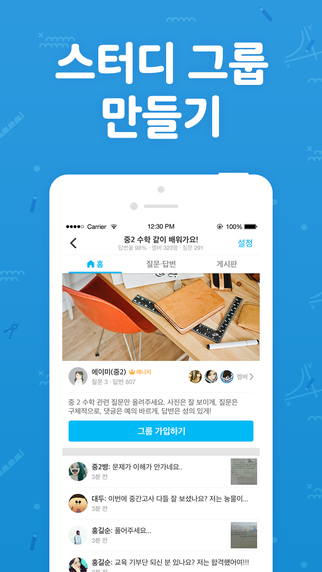 스터디 그룹
만들기
Carrier 12:30 PM 100%
중2 수학 같이 배워가요! 설정
답변율 98% · 멤버 323명 · 질문 291
홈 질문·답변 게시판
에이미(중2) 매니저 멤버
질문 3 · 답변 807
중 2 수학 관련 질문만 올려주세요. 사진은 잘 보이게, 질문은
구체적으로, 댓글은 예의 바르게, 답변은 성의 있게!
그룹 가입하기
중2빵: 문제가 이해가 안가네요..
3분 전
대두: 이번에 중간고사 다들 잘 보셨나요? 저는 눈물이...
3분 전
홍길순: 풀어주세요...
3분 전
홍길순: 교육 기부단 되신 분 있나요? 저는 합격했어여!!!